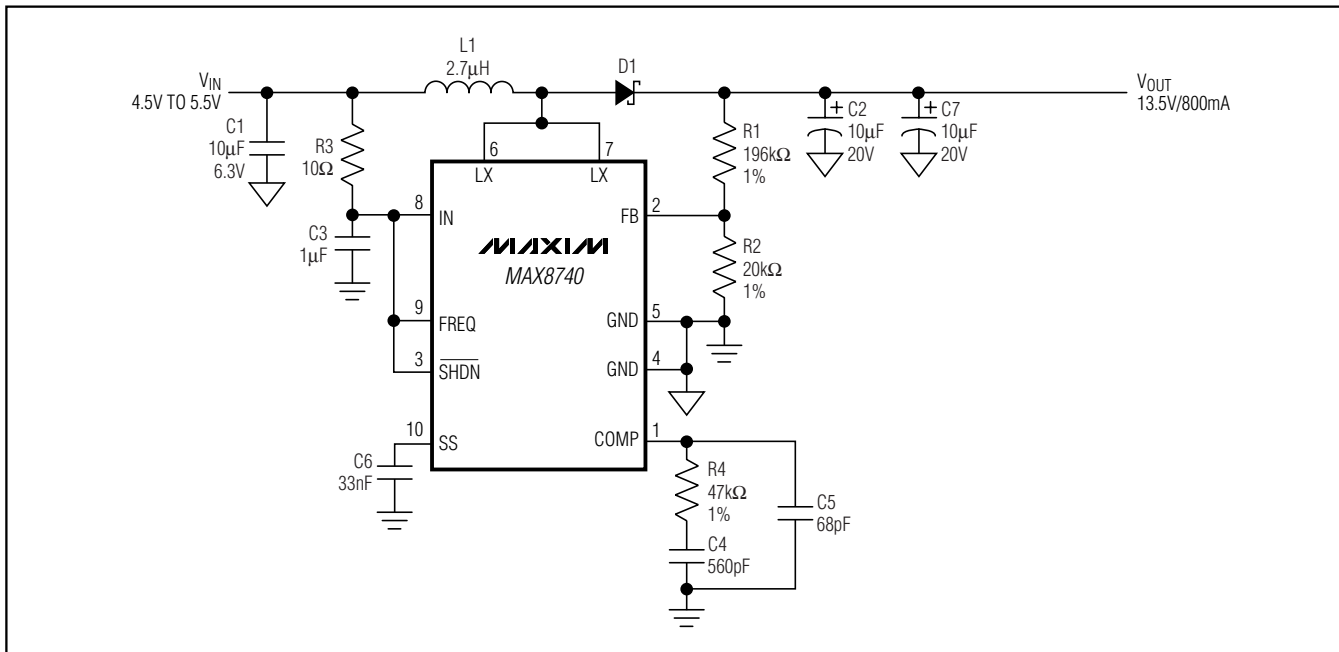 VIN
4.5V TO 5.5V
L1
2.7µH
D1
VOUT
13.5V/800mA
C1
10µF
6.3V
R3
10Ω
6
LX
7
LX
R1
196kΩ
1%
+ C2
10µF
20V
+ C7
10µF
20V
8
IN
C3
1µF
MAXIM
MAX8740
FB
2
R2
20kΩ
1%
9
FREQ
3
SHDN
GND
5
GND
4
10
SS
C6
33nF
COMP
1
R4
47kΩ
1%
C4
560pF
C5
68pF